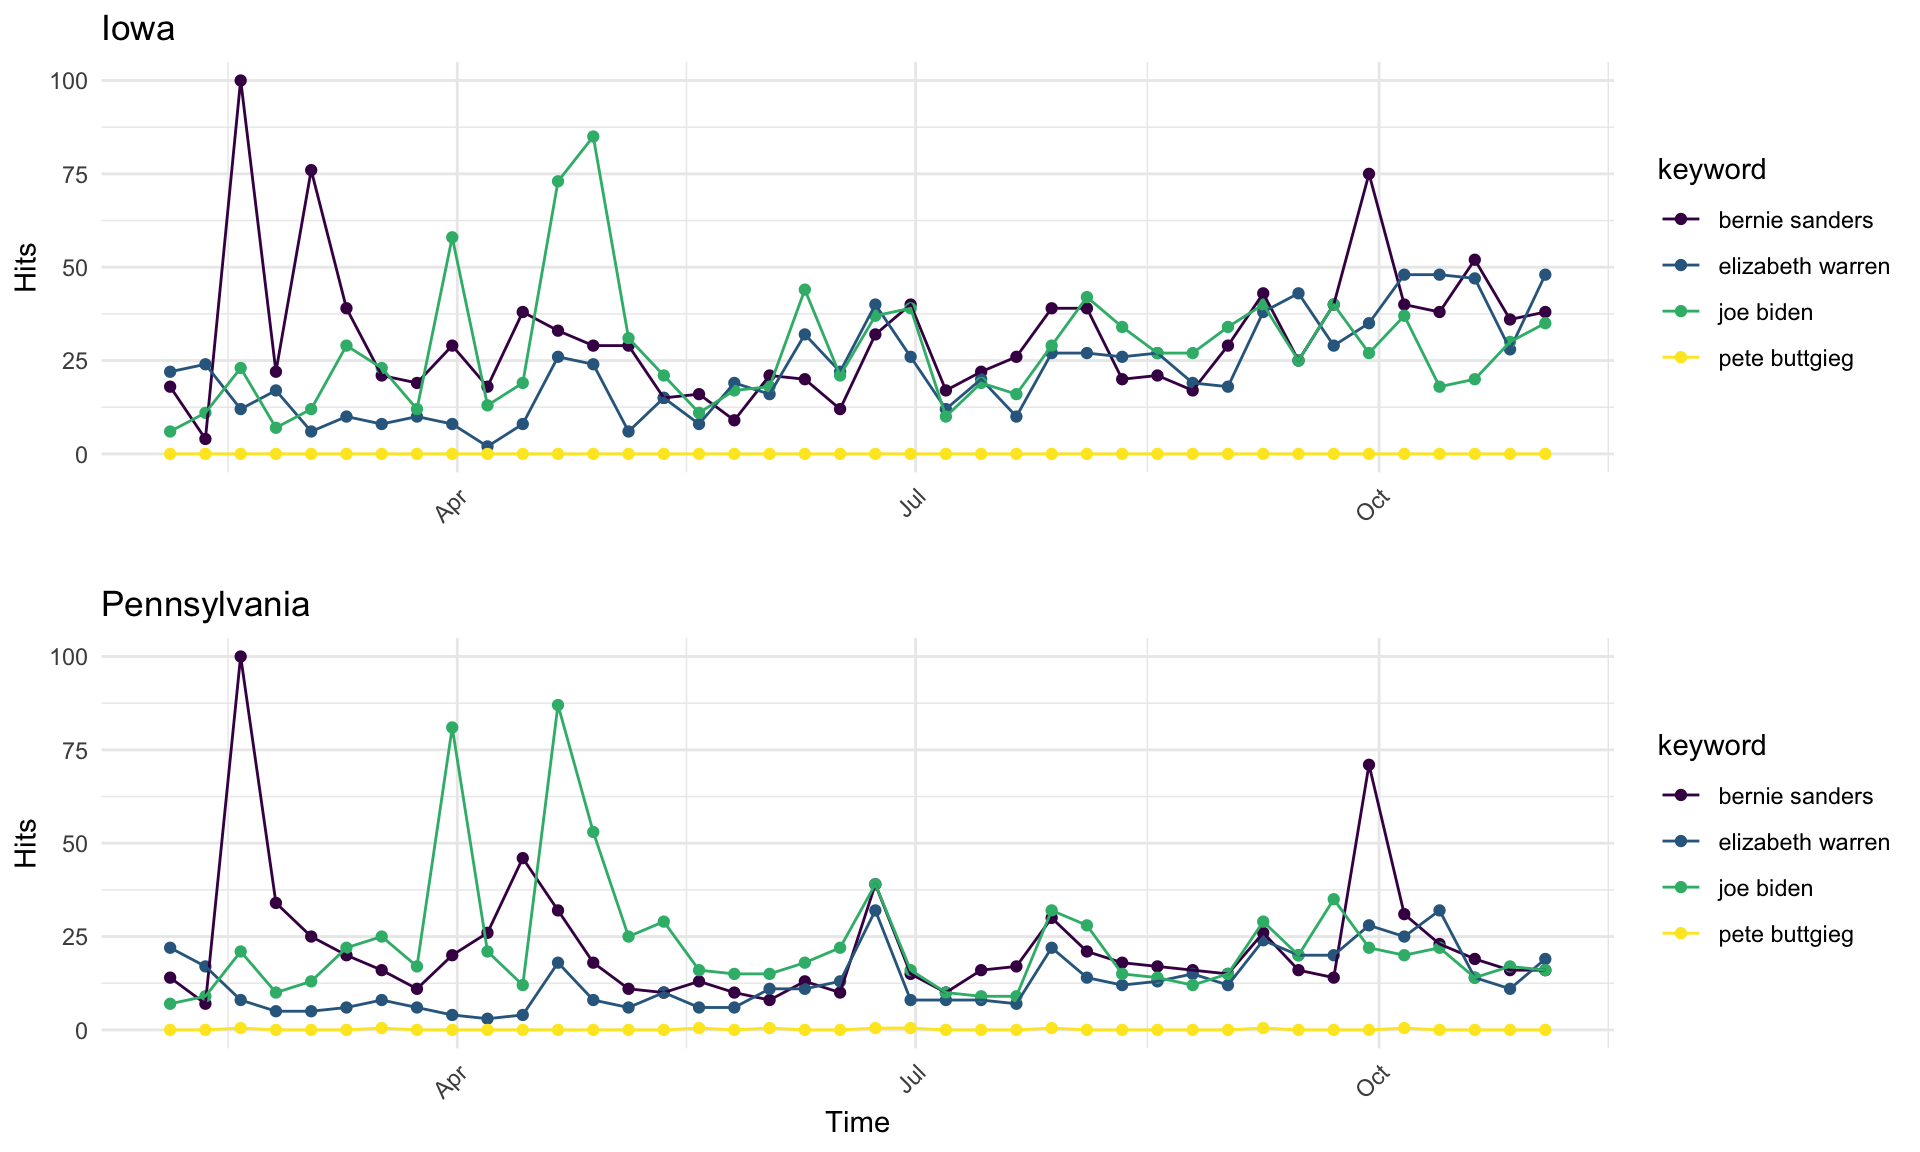 Iowa
100
75
50
25
0
Hits
Apr
Jul
Oct
keyword
bernie sanders
elizabeth warren
joe biden
pete buttgieg
Pennsylvania
100
75
50
25
0
Hits
Apr
Jul
Oct
Time
keyword
bernie sanders
elizabeth warren
joe biden
pete buttgieg